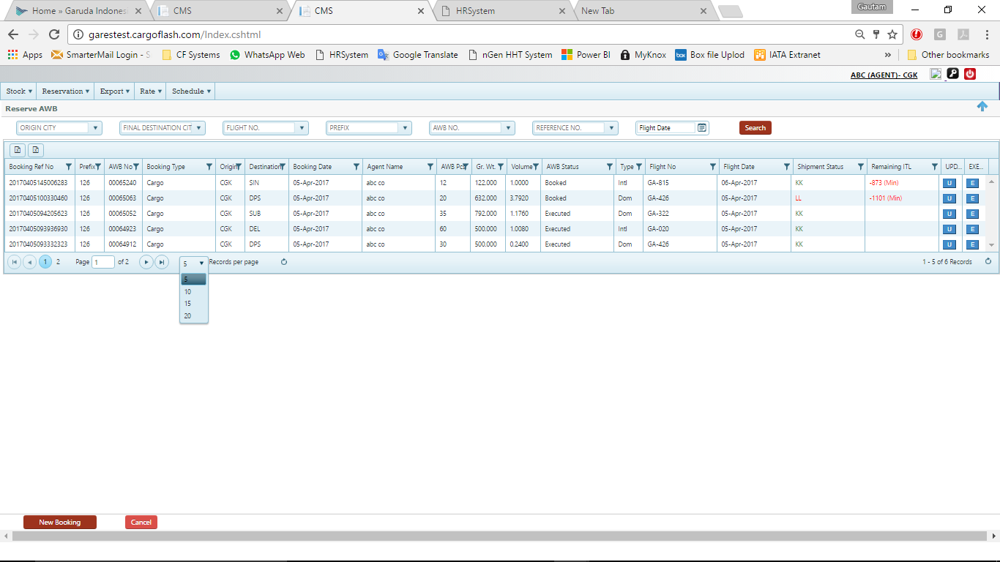 Home » Garuda Indones CMS CMS HRSystem New Tab Gautam
garestest.cargoflash.com/Index.cshtml
Apps SmarterMail Login - S CF Systems WhatsApp Web HRSystem Google Translate nGen HHT System Power BI MyKnox box Box file Uplod IATA Extranet » Other bookmarks
ABC (AGENT)- CGK
Stock Reservation Export Rate Schedule
Reserve AWB
ORIGIN CITY FINAL DESTINATION CIT FLIGHT NO. PREFIX AWB NO. REFERENCE NO. Flight Date Search
Booking Ref No Prefix AWB No Booking Type Origin Destination Booking Date Agent Name AWB Pcs Gr. Wt. Volume AWB Status Type Flight No Flight Date Shipment Status Remaining ITL UPD... EXE...
20170405145006283 126 00065240 Cargo CGK SIN 05-Apr-2017 abc co 12 122.000 1.0000 Booked Intl GA-815 06-Apr-2017 KK -873 (Min) U E
20170405100330460 126 00065063 Cargo CGK DPS 05-Apr-2017 abc co 20 632.000 3.7920 Booked Dom GA-426 05-Apr-2017 LL -1101 (Min) U E
20170405094205623 126 00065052 Cargo CGK SUB 05-Apr-2017 abc co 35 792.000 1.1760 Executed Dom GA-322 05-Apr-2017 KK U E
20170405093936930 126 00064923 Cargo CGK DEL 05-Apr-2017 abc co 60 500.000 1.0080 Executed Intl GA-020 05-Apr-2017 KK U E
20170405093332323 126 00064912 Cargo CGK DPS 05-Apr-2017 abc co 30 500.000 0.2400 Executed Dom GA-426 05-Apr-2017 KK U E
1 2 Page 1 of 2 5 Records per page 1 - 5 of 6 Records
5
10
15
20
New Booking Cancel